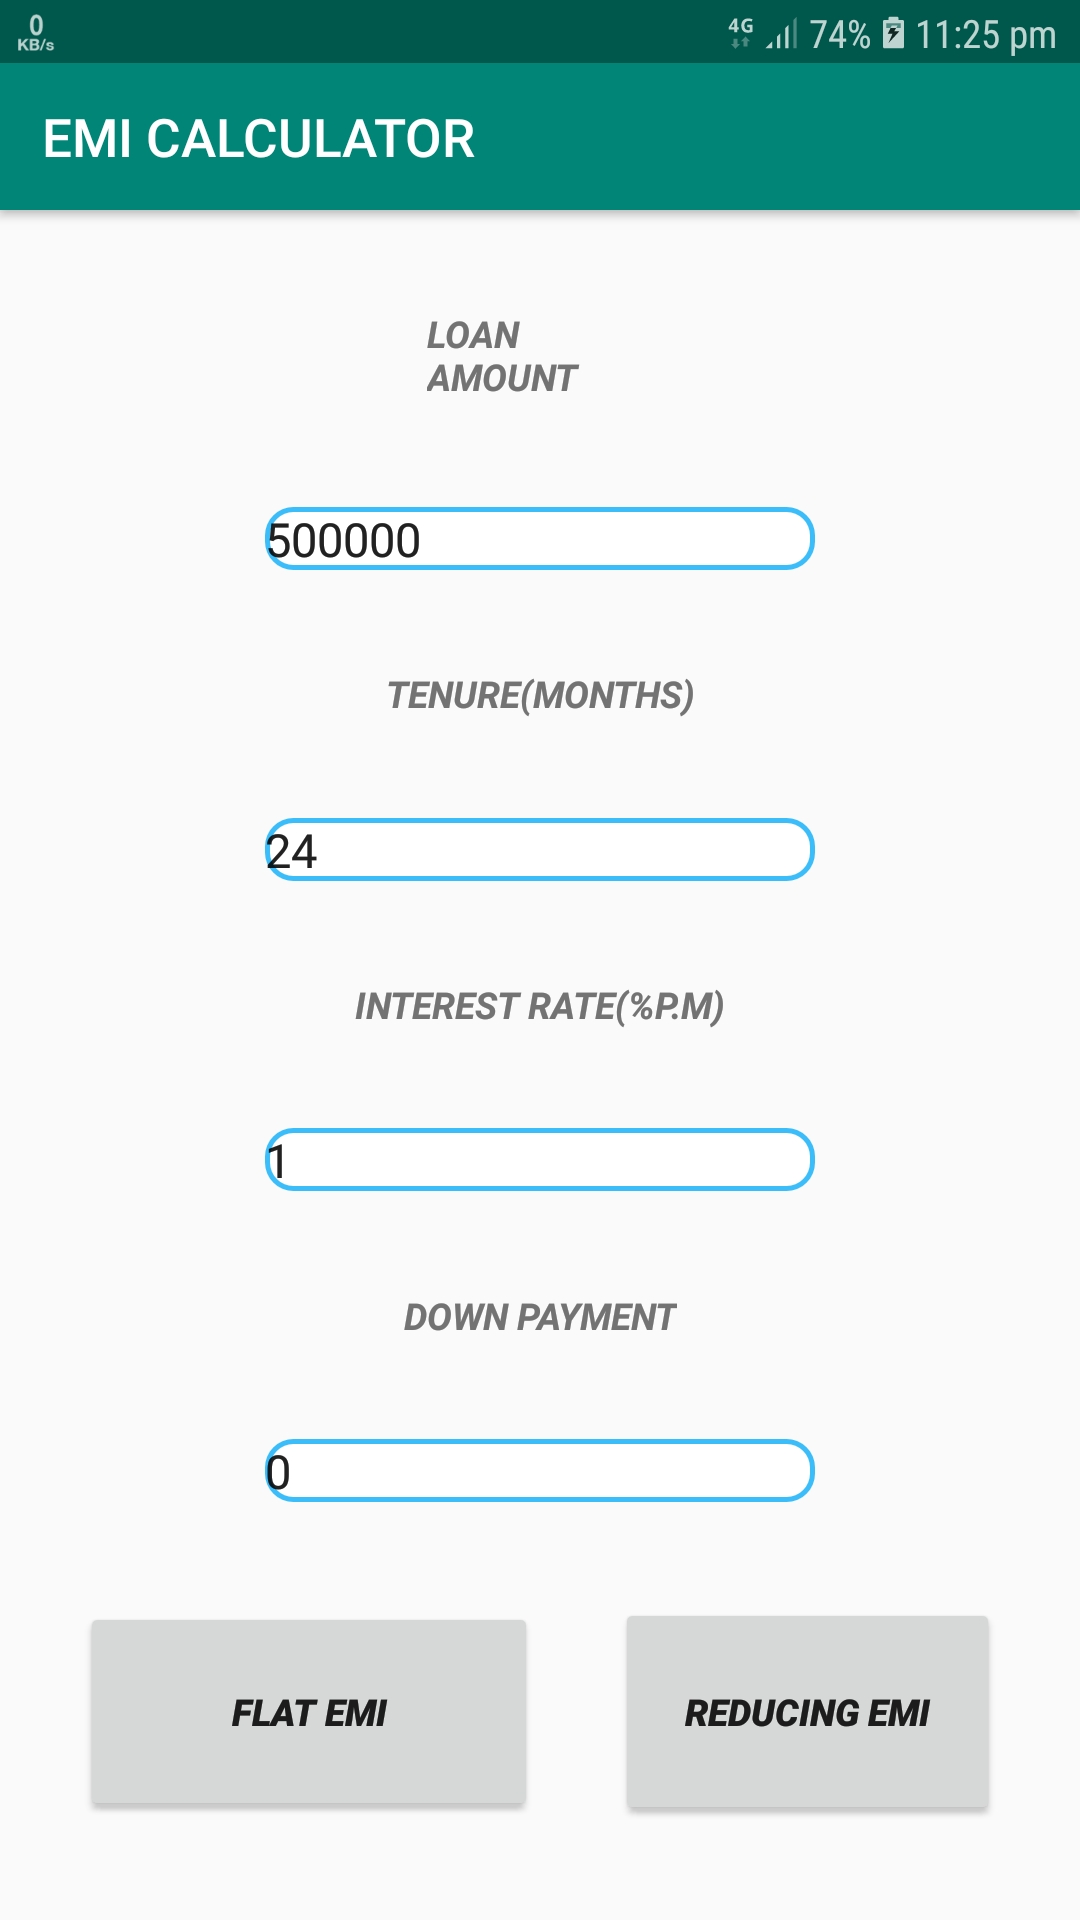 0
KB/s
4G 74% 11:25 pm
EMI CALCULATOR
LOAN
AMOUNT
500000
TENURE(MONTHS)
24
INTEREST RATE(%P.M)
1
DOWN PAYMENT
0
FLAT EMI
REDUCING EMI